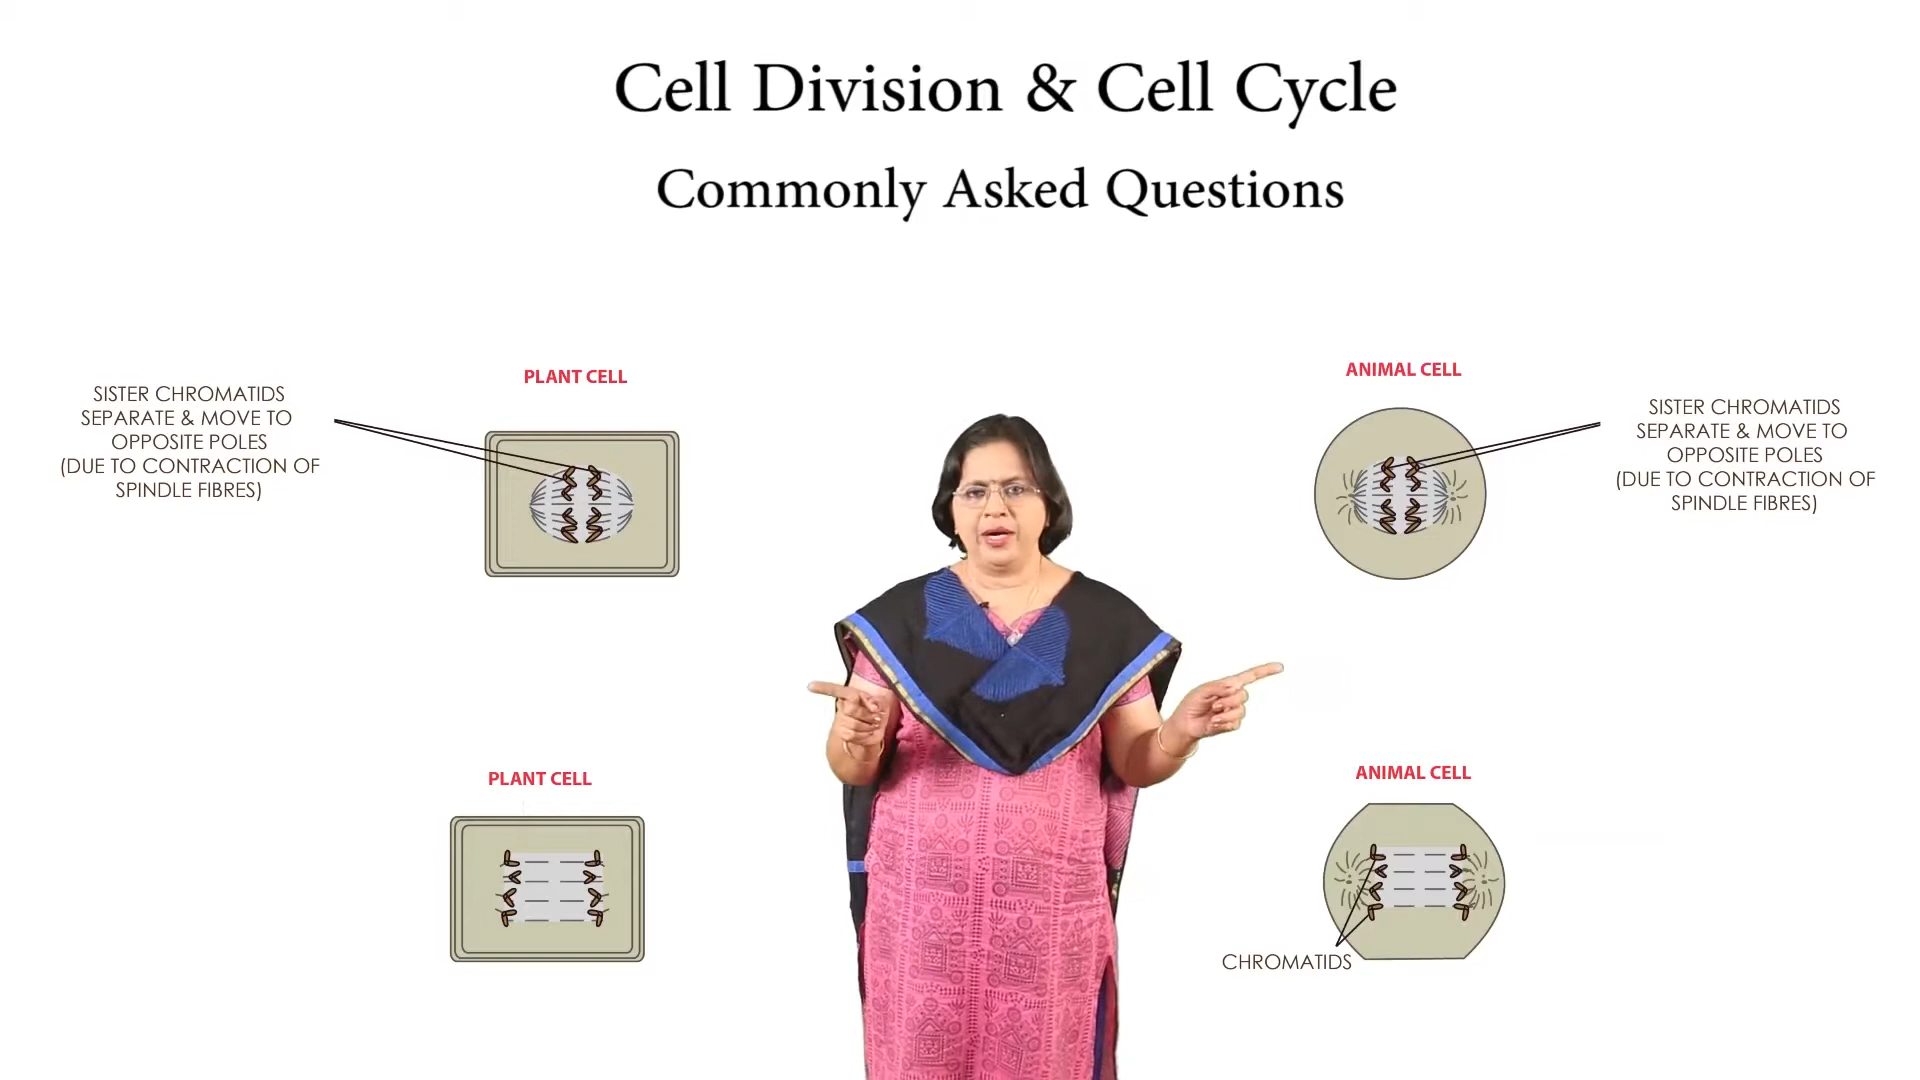 Cell Division & Cell Cycle
Commonly Asked Questions
PLANT CELL
SISTER CHROMATIDS
SEPARATE & MOVE TO
OPPOSITE POLES
(DUE TO CONTRACTION OF
SPINDLE FIBRES)
ANIMAL CELL
SISTER CHROMATIDS
SEPARATE & MOVE TO
OPPOSITE POLES
(DUE TO CONTRACTION OF
SPINDLE FIBRES)
PLANT CELL
ANIMAL CELL
CHROMATIDS